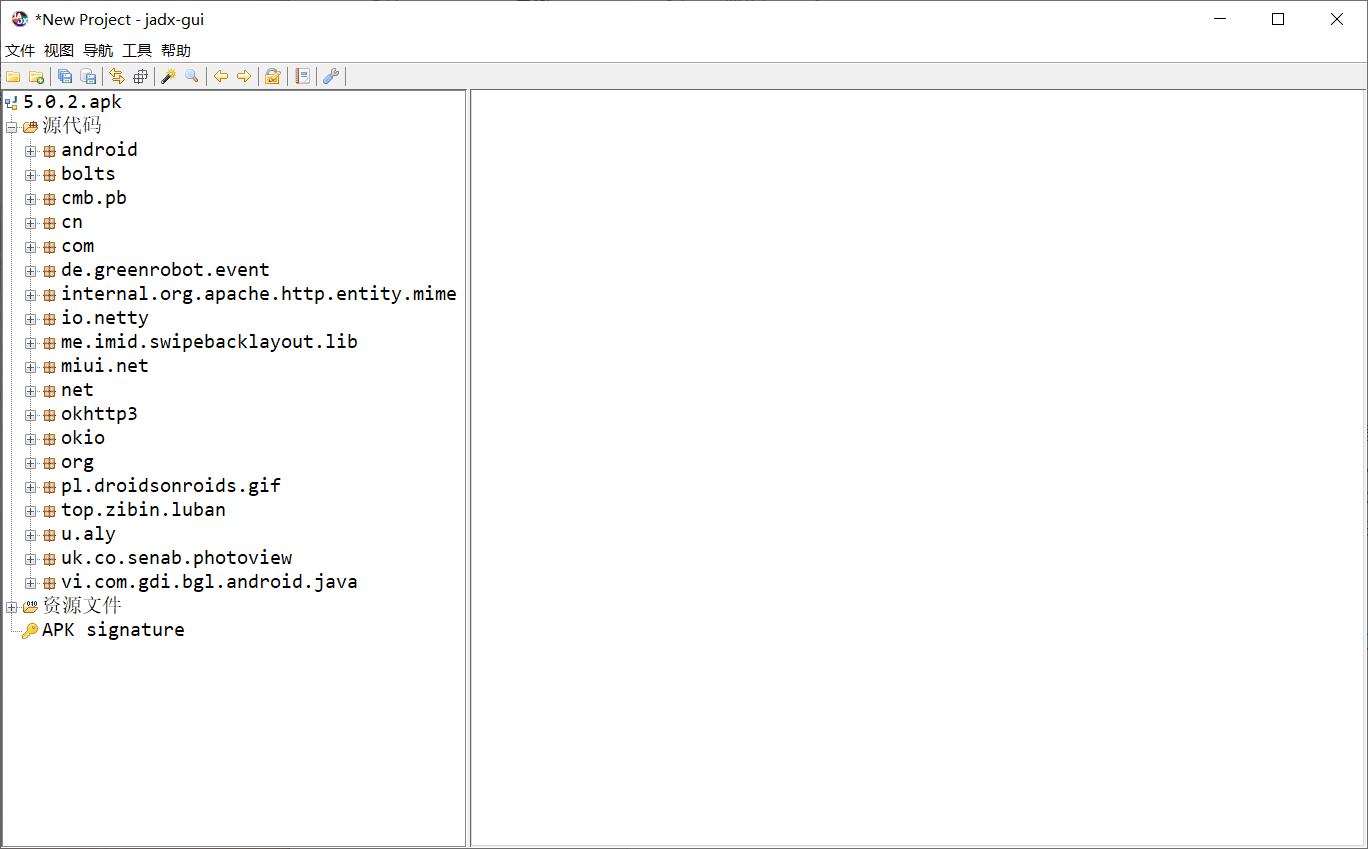 *New Project - jadx-gui
文件 视图 导航 工具 帮助
5.0.2.apk
源代码
android
bolts
cmb.pb
cn
com
de.greenrobot.event
internal.org.apache.http.entity.mime
io.netty
me.imid.swipebacklayout.lib
miui.net
net
okhttp3
okio
org
pl.droidsonroids.gif
top.zibin.luban
u.aly
uk.co.senab.photoview
vi.com.gdi.bgl.android.java
资源文件
APK signature